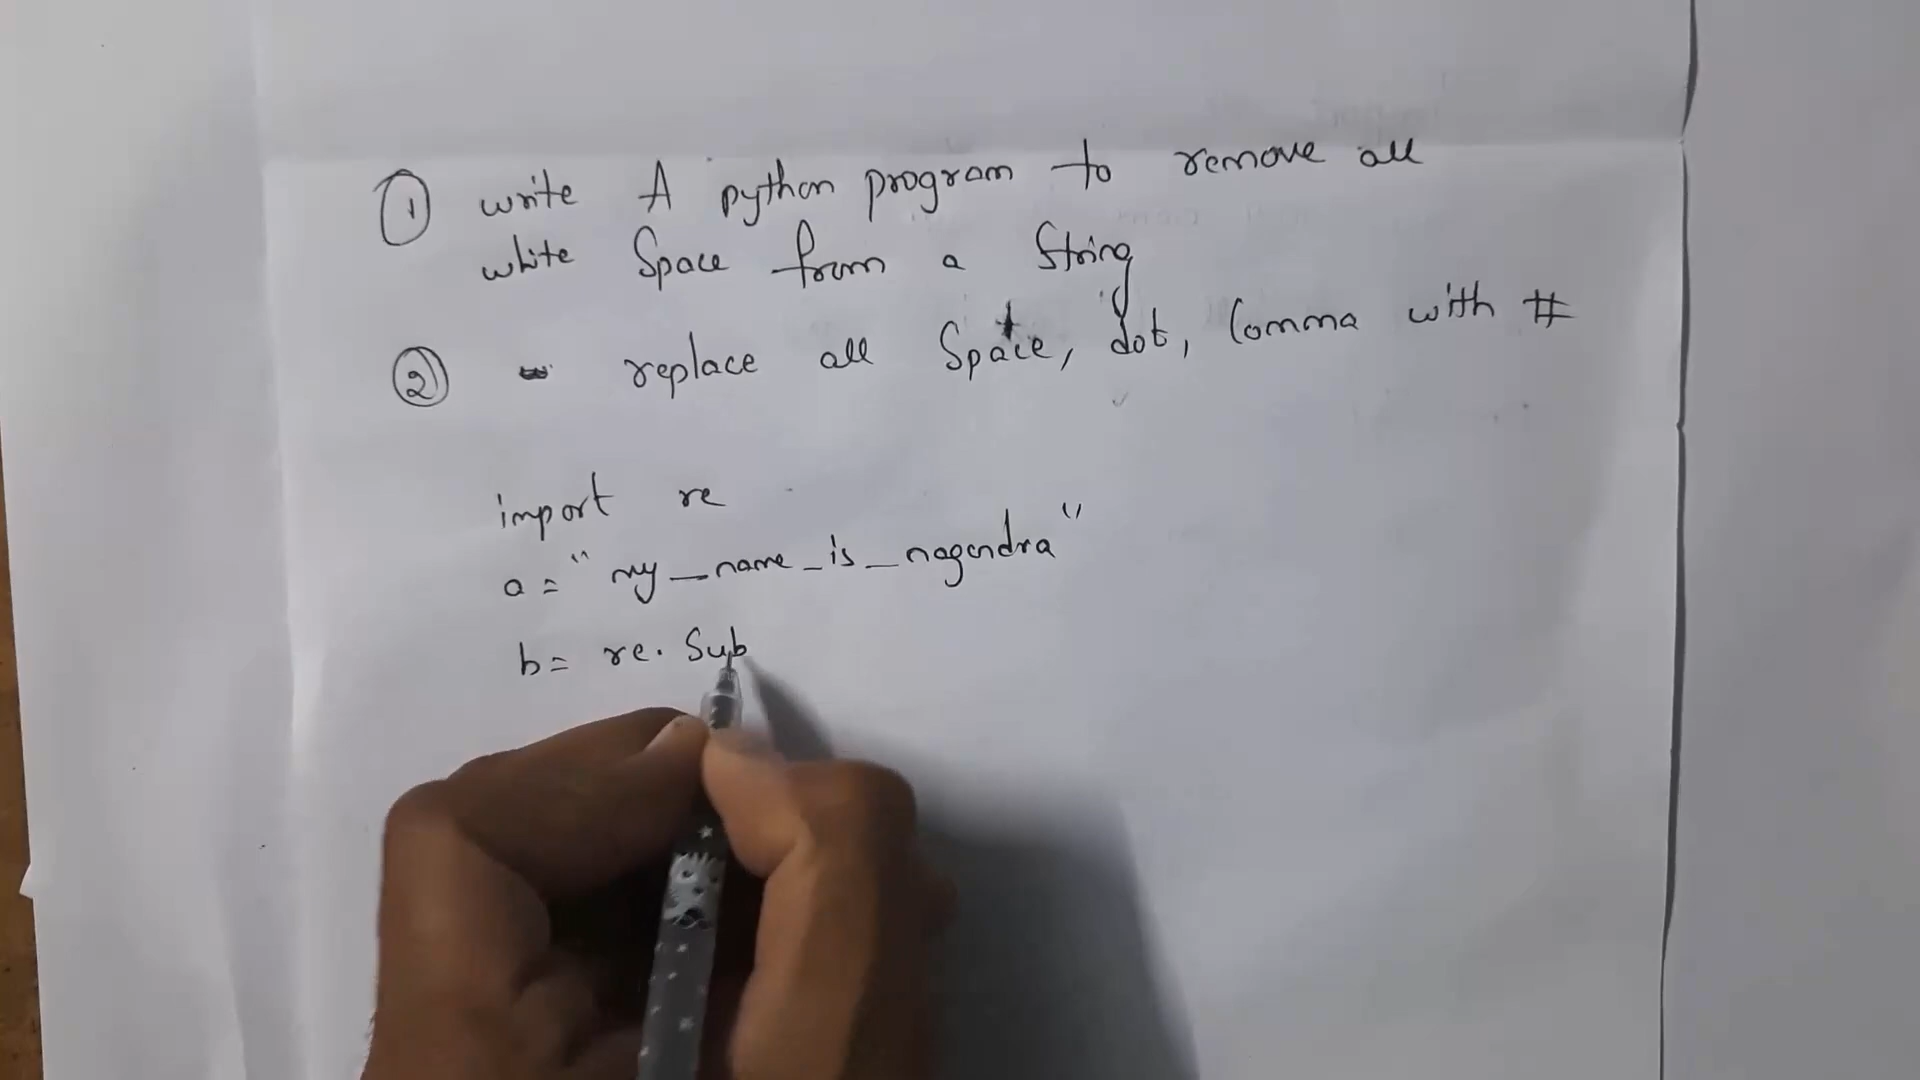 ① write A python program to remove all
white Space from a String
② replace all Space, dot, Comma with #
import re
a = "my_name_is_nagendra"
b = re. Sub